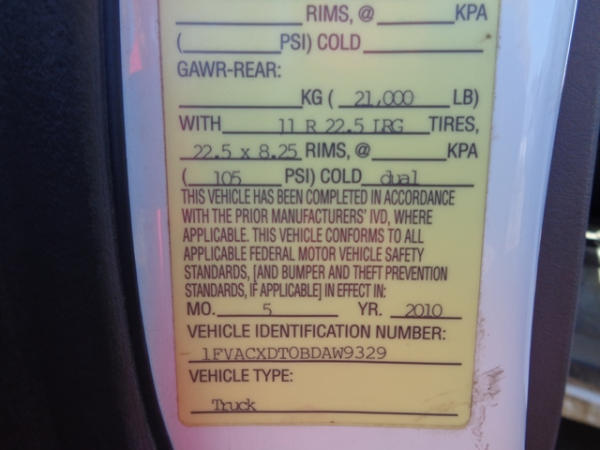 RIMS, @ KPA
( PSI) COLD
GAWR-REAR:
KG ( 21,000 LB)
WITH 11 R 22.5 LRG TIRES,
22.5 x 8.25 RIMS, @ KPA
( 105 PSI) COLD dual
THIS VEHICLE HAS BEEN COMPLETED IN ACCORDANCE
WITH THE PRIOR MANUFACTURERS' IVD, WHERE
APPLICABLE. THIS VEHICLE CONFORMS TO ALL
APPLICABLE FEDERAL MOTOR VEHICLE SAFETY
STANDARDS, [AND BUMPER AND THEFT PREVENTION
STANDARDS, IF APPLICABLE] IN EFFECT IN:
MO. 5 YR. 2010
VEHICLE IDENTIFICATION NUMBER:
1FVACXDT0BDAW9329
VEHICLE TYPE:
Truck